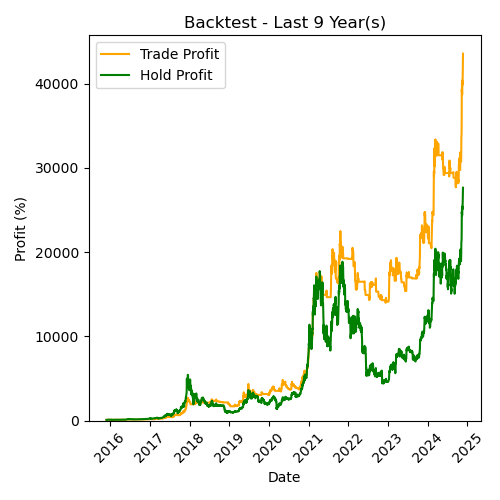 Backtest - Last 9 Year(s)
Trade Profit
Hold Profit
Profit (%)
40000
30000
20000
10000
0
2016 2017 2018 2019 2020 2021 2022 2023 2024 2025
Date